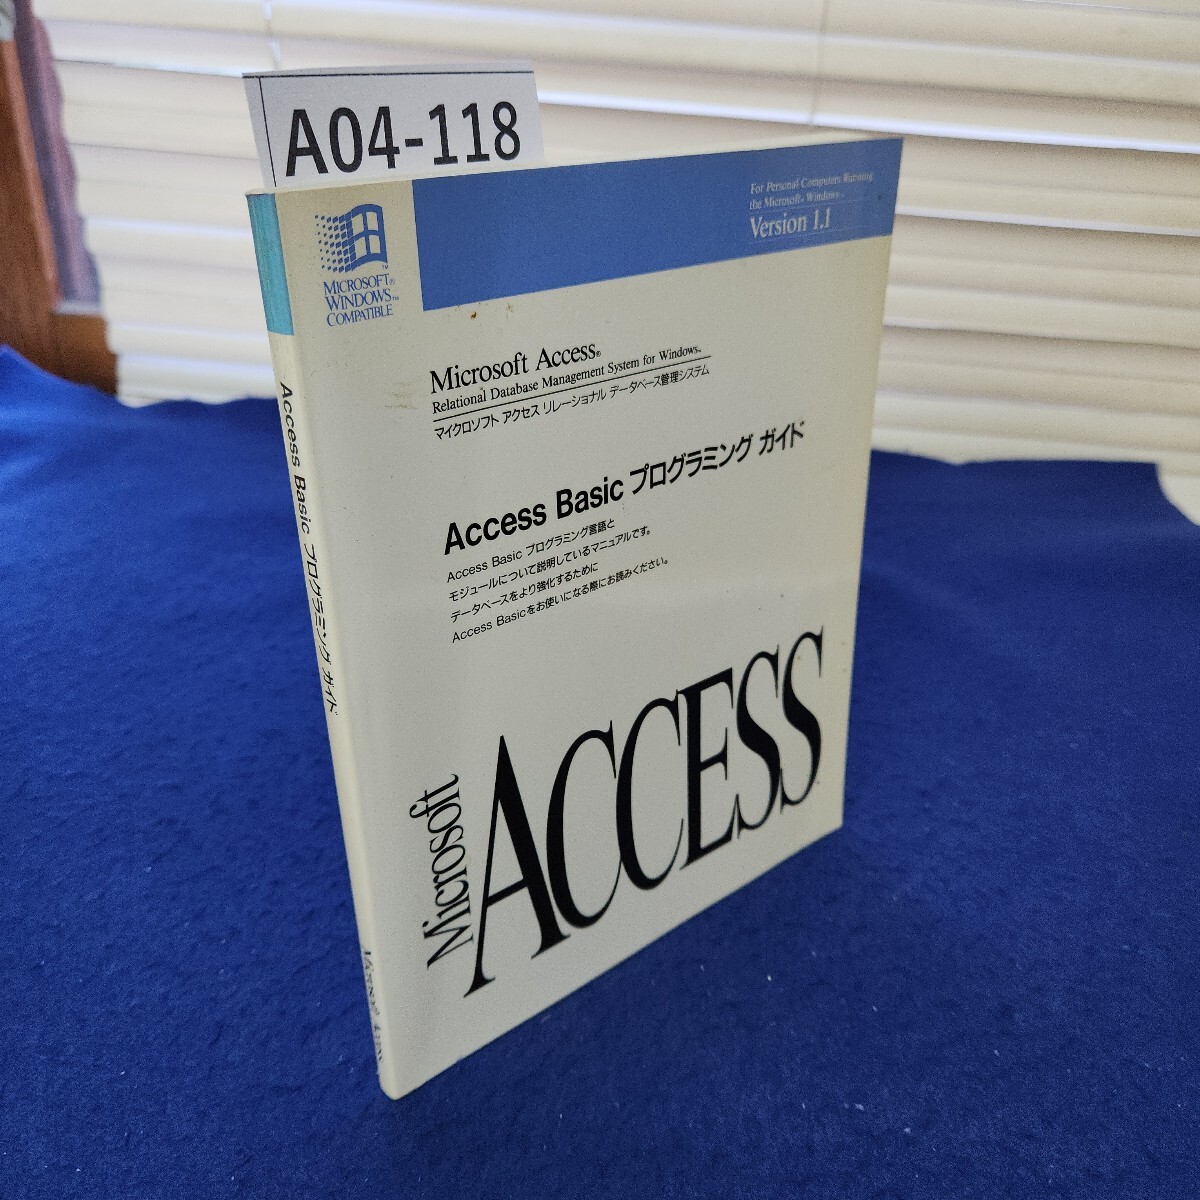 A04-118
MICROSOFT®
WINDOWS™
COMPATIBLE
For Personal Computers Running
the Microsoft® Windows™
Version 1.1
Microsoft Access®
Relational Database Management System for Windows™
マイクロソフト アクセス リレーショナル データベース管理システム
Access Basic プログラミング ガイド
Access Basic プログラミング言語と
モジュールについて説明しているマニュアルです。
データベースをより強化するために
Access Basicをお使いになる際にお読みください。
Microsoft
ACCESS
Access Basic プログラミング ガイド
Microsoft Access